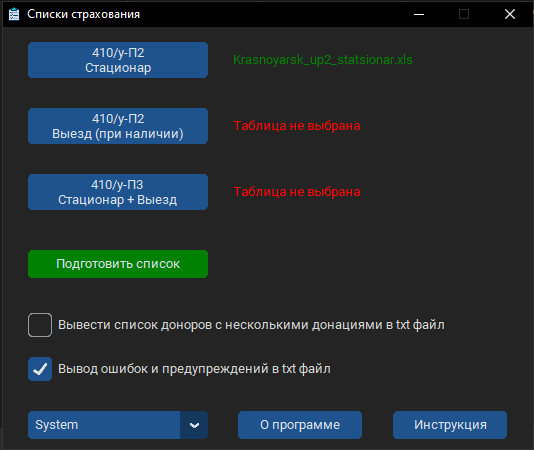 Списки страхования
410/у-П2
Стационар
Krasnoyarsk_up2_statsionar.xls
410/у-П2
Выезд (при наличии)
Таблица не выбрана
410/у-П3
Стационар + Выезд
Таблица не выбрана
Подготовить список
Вывести список доноров с несколькими донациями в txt файл
Вывод ошибок и предупреждений в txt файл
System
О программе
Инструкция